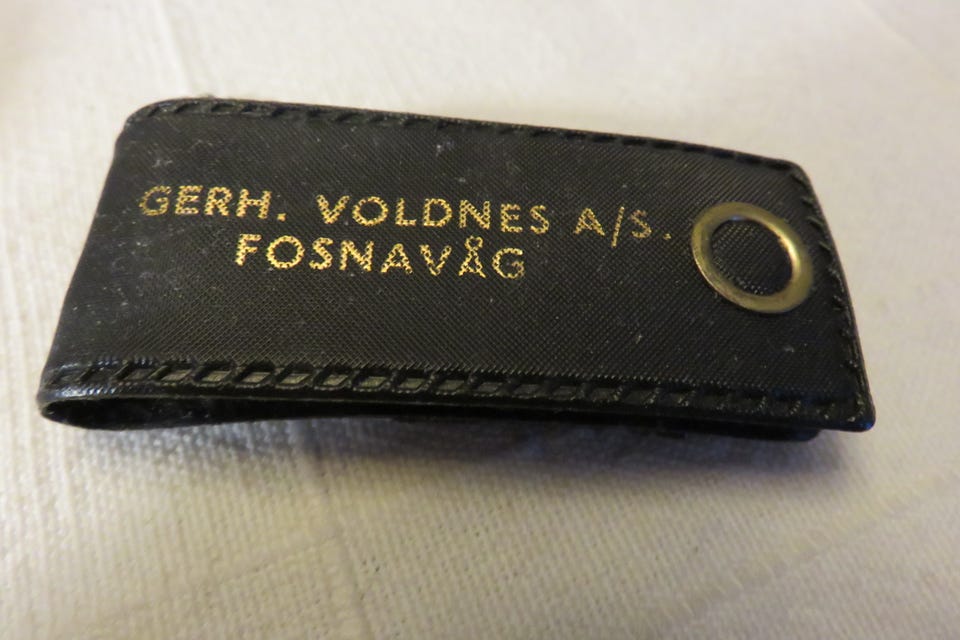 GERH. VOLDNES A/S.
FOSNAVÅG